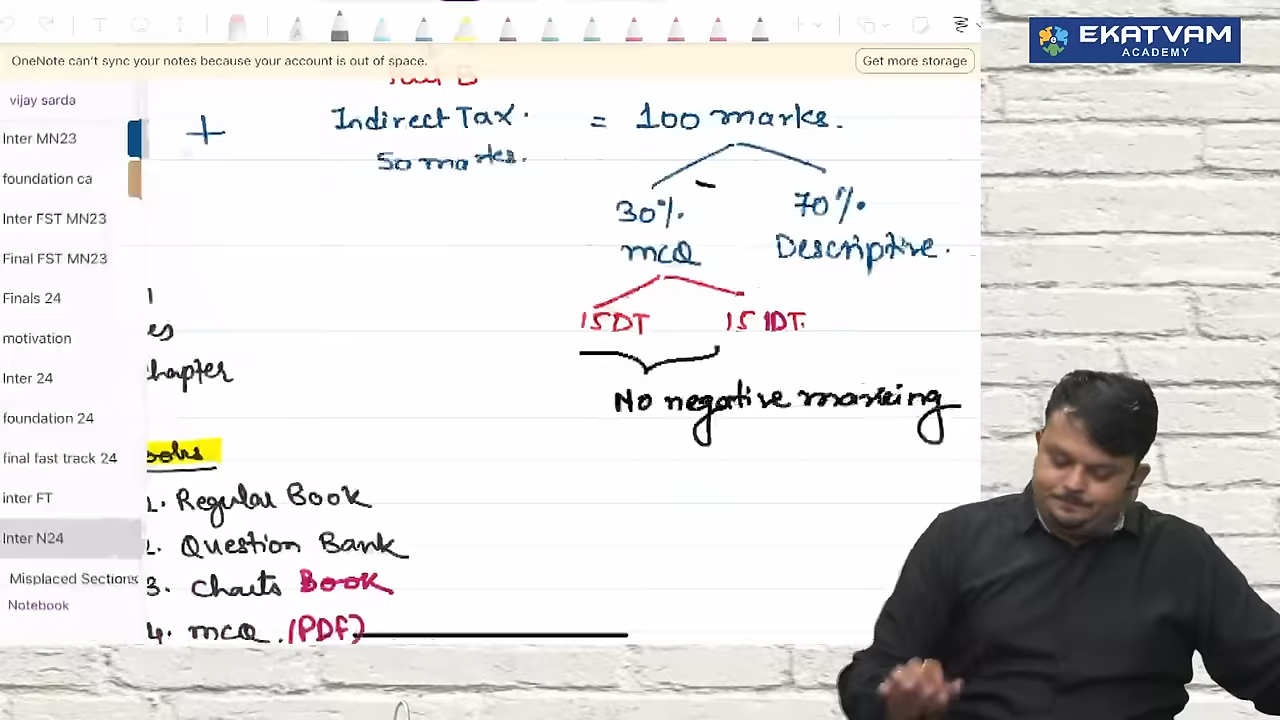 EKATVAM
ACADEMY
OneNote can't sync your notes because your account is out of space.
Get more storage
vijay sarda
Inter MN23
foundation ca
Inter FST MN23
Final FST MN23
Finals 24
motivation
Inter 24
foundation 24
final fast track 24
inter FT
Inter N24
Misplaced Sections
Notebook
+ Indirect Tax. = 100 marks.
50 marks.
30% 70%
MCQ Descriptive.
15 DT 15 IDT.
No negative marking
es
hapter
ooks
1. Regular Book
2. Question Bank
3. Charts Book
4. MCQ. (PDF)